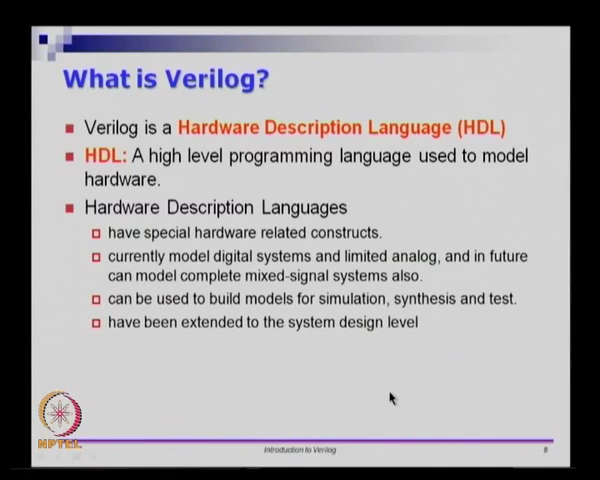 What is Verilog?
Verilog is a Hardware Description Language (HDL)
HDL: A high level programming language used to model
hardware.
Hardware Description Languages
have special hardware related constructs.
currently model digital systems and limited analog, and in future
can model complete mixed-signal systems also.
can be used to build models for simulation, synthesis and test.
have been extended to the system design level
NPTEL
Introduction to Verilog
8